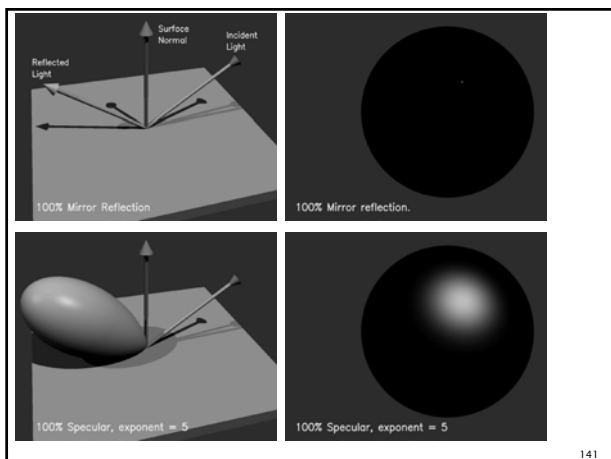 Surface
Normal
Incident
Light
Reflected
Light
100% Mirror Reflection
100% Mirror reflection.
100% Specular, exponent = 5
100% Specular, exponent = 5
141